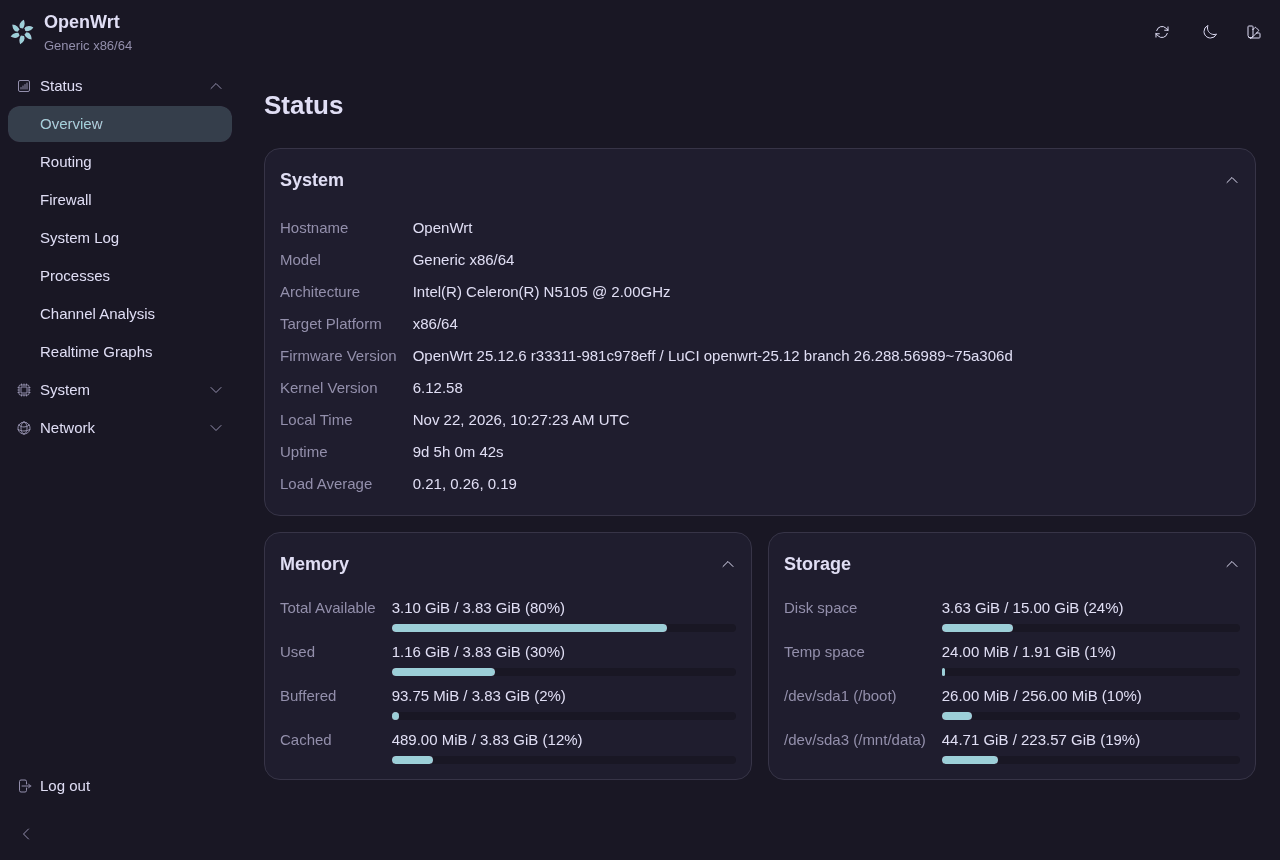 OpenWrt
Generic x86/64
Status
Overview
Routing
Firewall
System Log
Processes
Channel Analysis
Realtime Graphs
System
Network
Log out
Status
System
Hostname OpenWrt
Model Generic x86/64
Architecture Intel(R) Celeron(R) N5105 @ 2.00GHz
Target Platform x86/64
Firmware Version OpenWrt 25.12.6 r33311-981c978eff / LuCI openwrt-25.12 branch 26.288.56989~75a306d
Kernel Version 6.12.58
Local Time Nov 22, 2026, 10:27:23 AM UTC
Uptime 9d 5h 0m 42s
Load Average 0.21, 0.26, 0.19
Memory
Total Available 3.10 GiB / 3.83 GiB (80%)
Used 1.16 GiB / 3.83 GiB (30%)
Buffered 93.75 MiB / 3.83 GiB (2%)
Cached 489.00 MiB / 3.83 GiB (12%)
Storage
Disk space 3.63 GiB / 15.00 GiB (24%)
Temp space 24.00 MiB / 1.91 GiB (1%)
/dev/sda1 (/boot) 26.00 MiB / 256.00 MiB (10%)
/dev/sda3 (/mnt/data) 44.71 GiB / 223.57 GiB (19%)